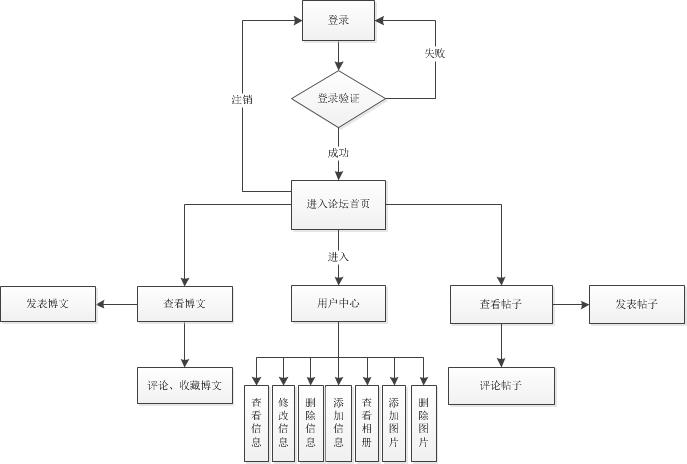 登录
失败
注销
登录验证
成功
进入论坛首页
进入
发表博文
查看博文
用户中心
查看帖子
发表帖子
评论、收藏博文
评论帖子
查看信息
修改信息
删除信息
添加信息
查看相册
添加图片
删除图片